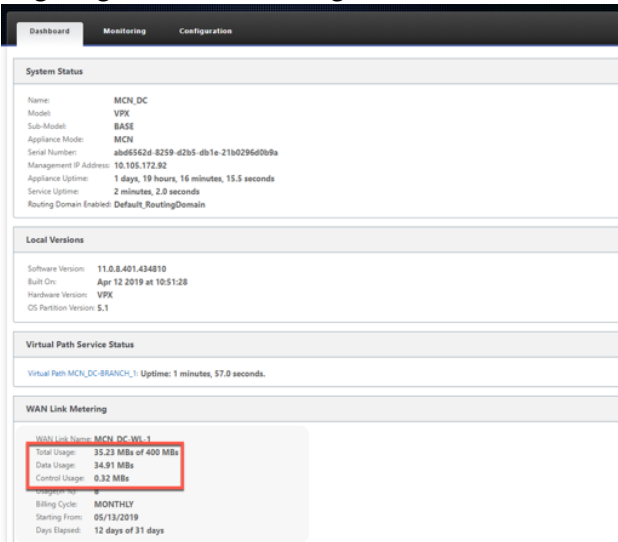 Dashboard Monitoring Configuration
System Status
Name: MCN_DC
Model: VPX
Sub-Model: BASE
Appliance Mode: MCN
Serial Number: abd6562d-8259-d2b5-db1e-21b0296d0b9a
Management IP Address: 10.105.172.92
Appliance Uptime: 1 days, 19 hours, 16 minutes, 15.5 seconds
Service Uptime: 2 minutes, 2.0 seconds
Routing Domain Enabled: Default_RoutingDomain
Local Versions
Software Version: 11.0.8.401.434810
Built On: Apr 12 2019 at 10:51:28
Hardware Version: VPX
OS Partition Version: 5.1
Virtual Path Service Status
Virtual Path MCN_DC-BRANCH_1: Uptime: 1 minutes, 57.0 seconds.
WAN Link Metering
WAN Link Name: MCN_DC-WL-1
Total Usage: 35.23 MBs of 400 MBs
Data Usage: 34.91 MBs
Control Usage: 0.32 MBs
Usage(in %): 8
Billing Cycle: MONTHLY
Starting From: 05/13/2019
Days Elapsed: 12 days of 31 days